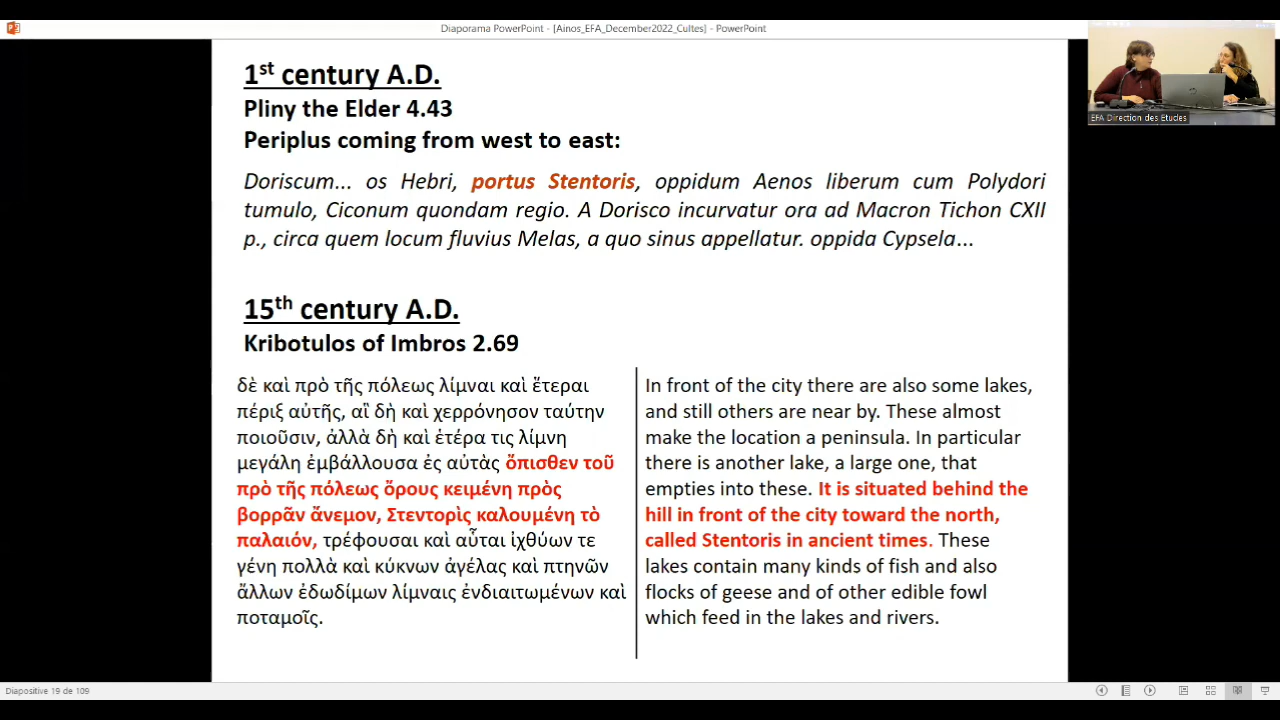 Diaporama PowerPoint - [Ainos_EFA_December2022_Cultes] - PowerPoint
1st century A.D.
Pliny the Elder 4.43
Periplus coming from west to east:
Doriscum... os Hebri, portus Stentoris, oppidum Aenos liberum cum Polydori
tumulo, Ciconum quondam regio. A Dorisco incurvatur ora ad Macron Tichon CXII
p., circa quem locum fluvius Melas, a quo sinus appellatur. oppida Cypsela...
15th century A.D.
Kribotulos of Imbros 2.69
δὲ καὶ πρὸ τῆς πόλεως λίμναι καὶ ἕτεραι
πέριξ αὐτῆς, αἳ δὴ καὶ χερρόνησον ταύτην
ποιοῦσιν, ἀλλὰ δὴ καὶ ἑτέρα τις λίμνη
μεγάλη ἐμβάλλουσα ἐς αὐτὰς ὄπισθεν τοῦ
πρὸ τῆς πόλεως ὄρους κειμένη πρὸς
βορρᾶν ἄνεμον, Στεντορὶς καλουμένη τὸ
παλαιόν, τρέφουσαι καὶ αὗται ἰχθύων τε
γένη πολλὰ καὶ κύκνων ἀγέλας καὶ πτηνῶν
ἄλλων ἐδωδίμων λίμναις ἐνδιαιτωμένων καὶ
ποταμοῖς.
In front of the city there are also some lakes,
and still others are near by. These almost
make the location a peninsula. In particular
there is another lake, a large one, that
empties into these. It is situated behind the
hill in front of the city toward the north,
called Stentoris in ancient times. These
lakes contain many kinds of fish and also
flocks of geese and of other edible fowl
which feed in the lakes and rivers.
EFA Direction des Etudes
Diapositive 19 de 109